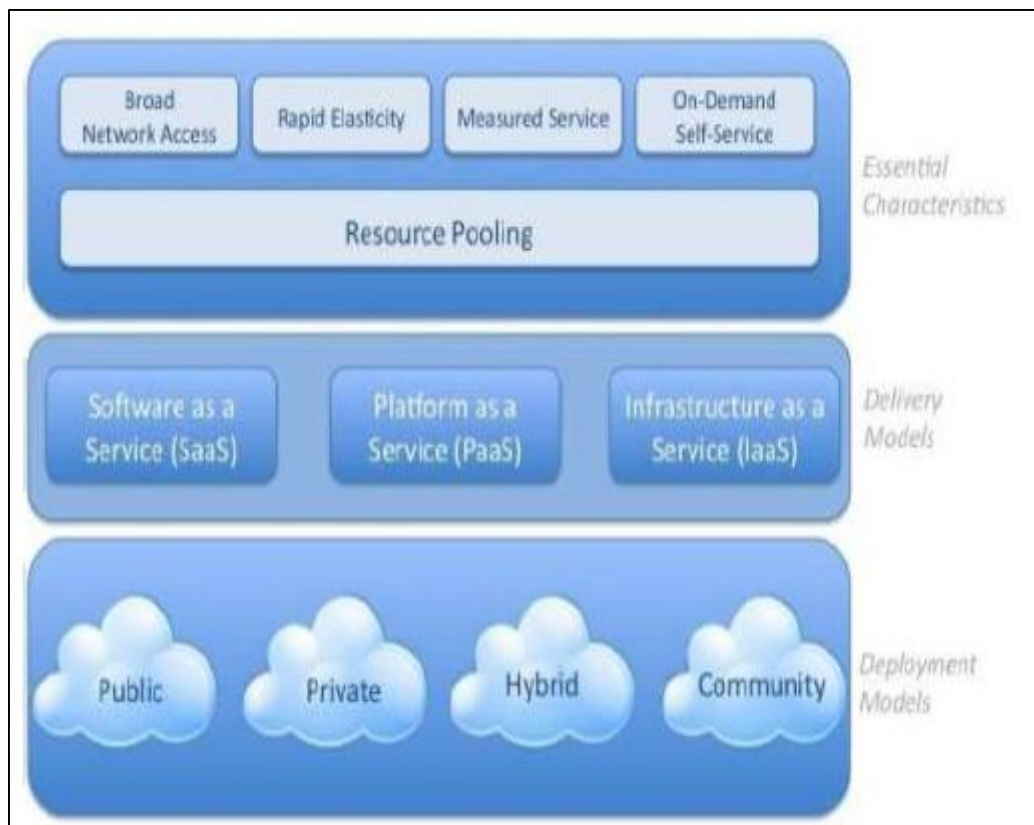 Broad
Network Access
Rapid Elasticity
Measured Service
On-Demand
Self-Service
Resource Pooling
Essential
Characteristics
Software as a
Service (SaaS)
Platform as a
Service (PaaS)
Infrastructure as a
Service (IaaS)
Delivery
Models
Public
Private
Hybrid
Community
Deployment
Models